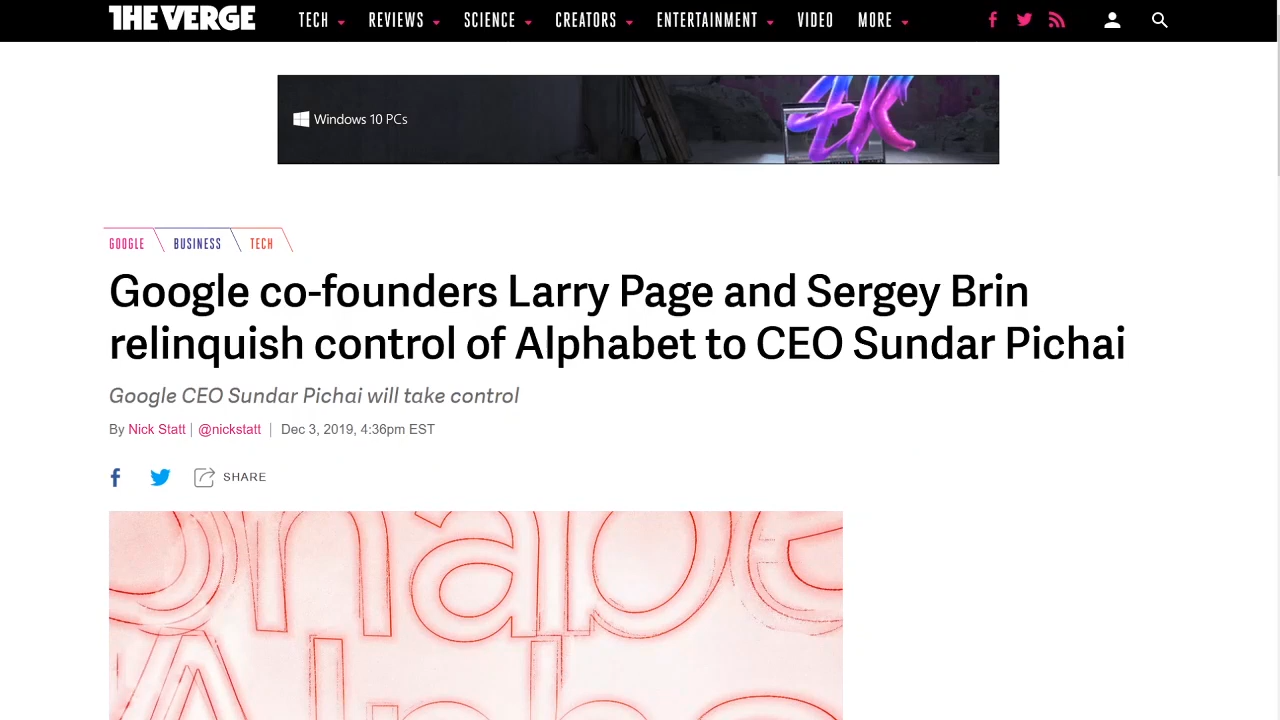 THE VERGE TECH REVIEWS SCIENCE CREATORS ENTERTAINMENT VIDEO MORE
Windows 10 PCs 4K
GOOGLE BUSINESS TECH
Google co-founders Larry Page and Sergey Brin
relinquish control of Alphabet to CEO Sundar Pichai
Google CEO Sundar Pichai will take control
By Nick Statt | @nickstatt | Dec 3, 2019, 4:36pm EST
SHARE